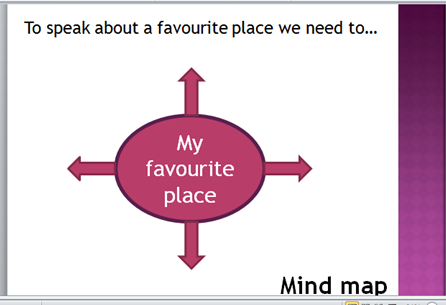 To speak about a favourite place we need to…
My
favourite
place
Mind map